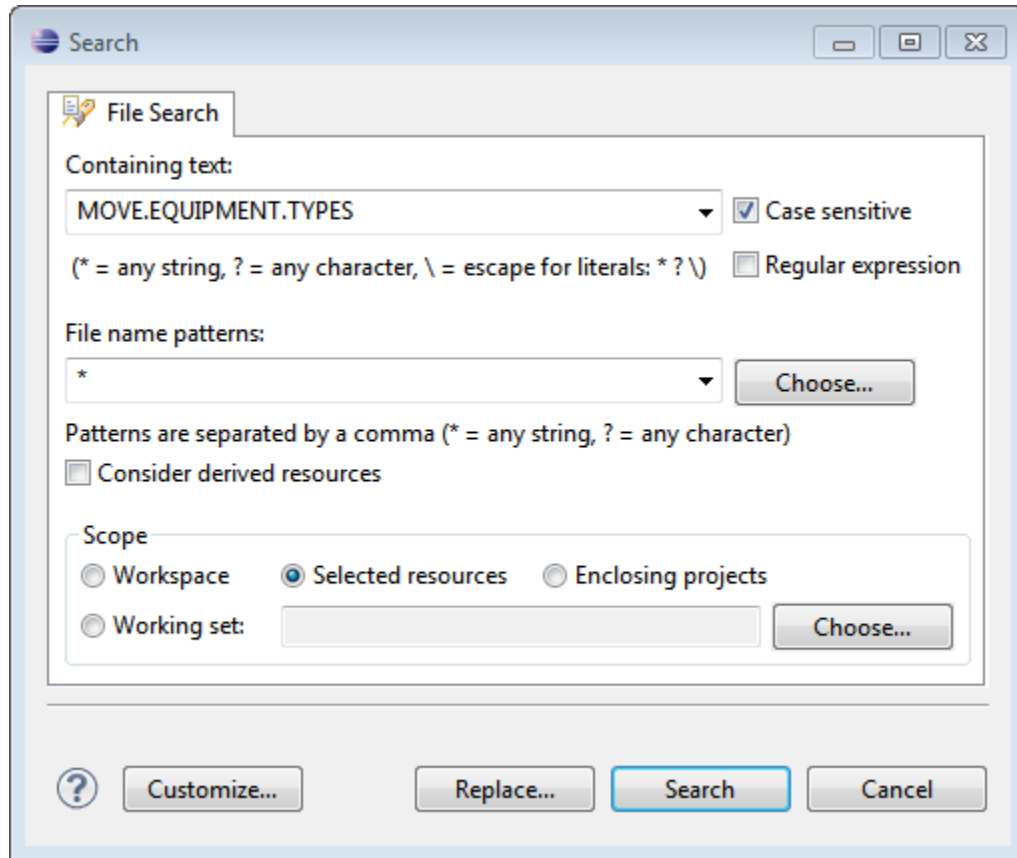 Search
File Search
Containing text:
MOVE.EQUIPMENT.TYPES
Case sensitive
(* = any string, ? = any character, \ = escape for literals: * ? \)
Regular expression
File name patterns:
*
Choose...
Patterns are separated by a comma (* = any string, ? = any character)
Consider derived resources
Scope
Workspace
Selected resources
Enclosing projects
Working set:
Choose...
?
Customize...
Replace...
Search
Cancel